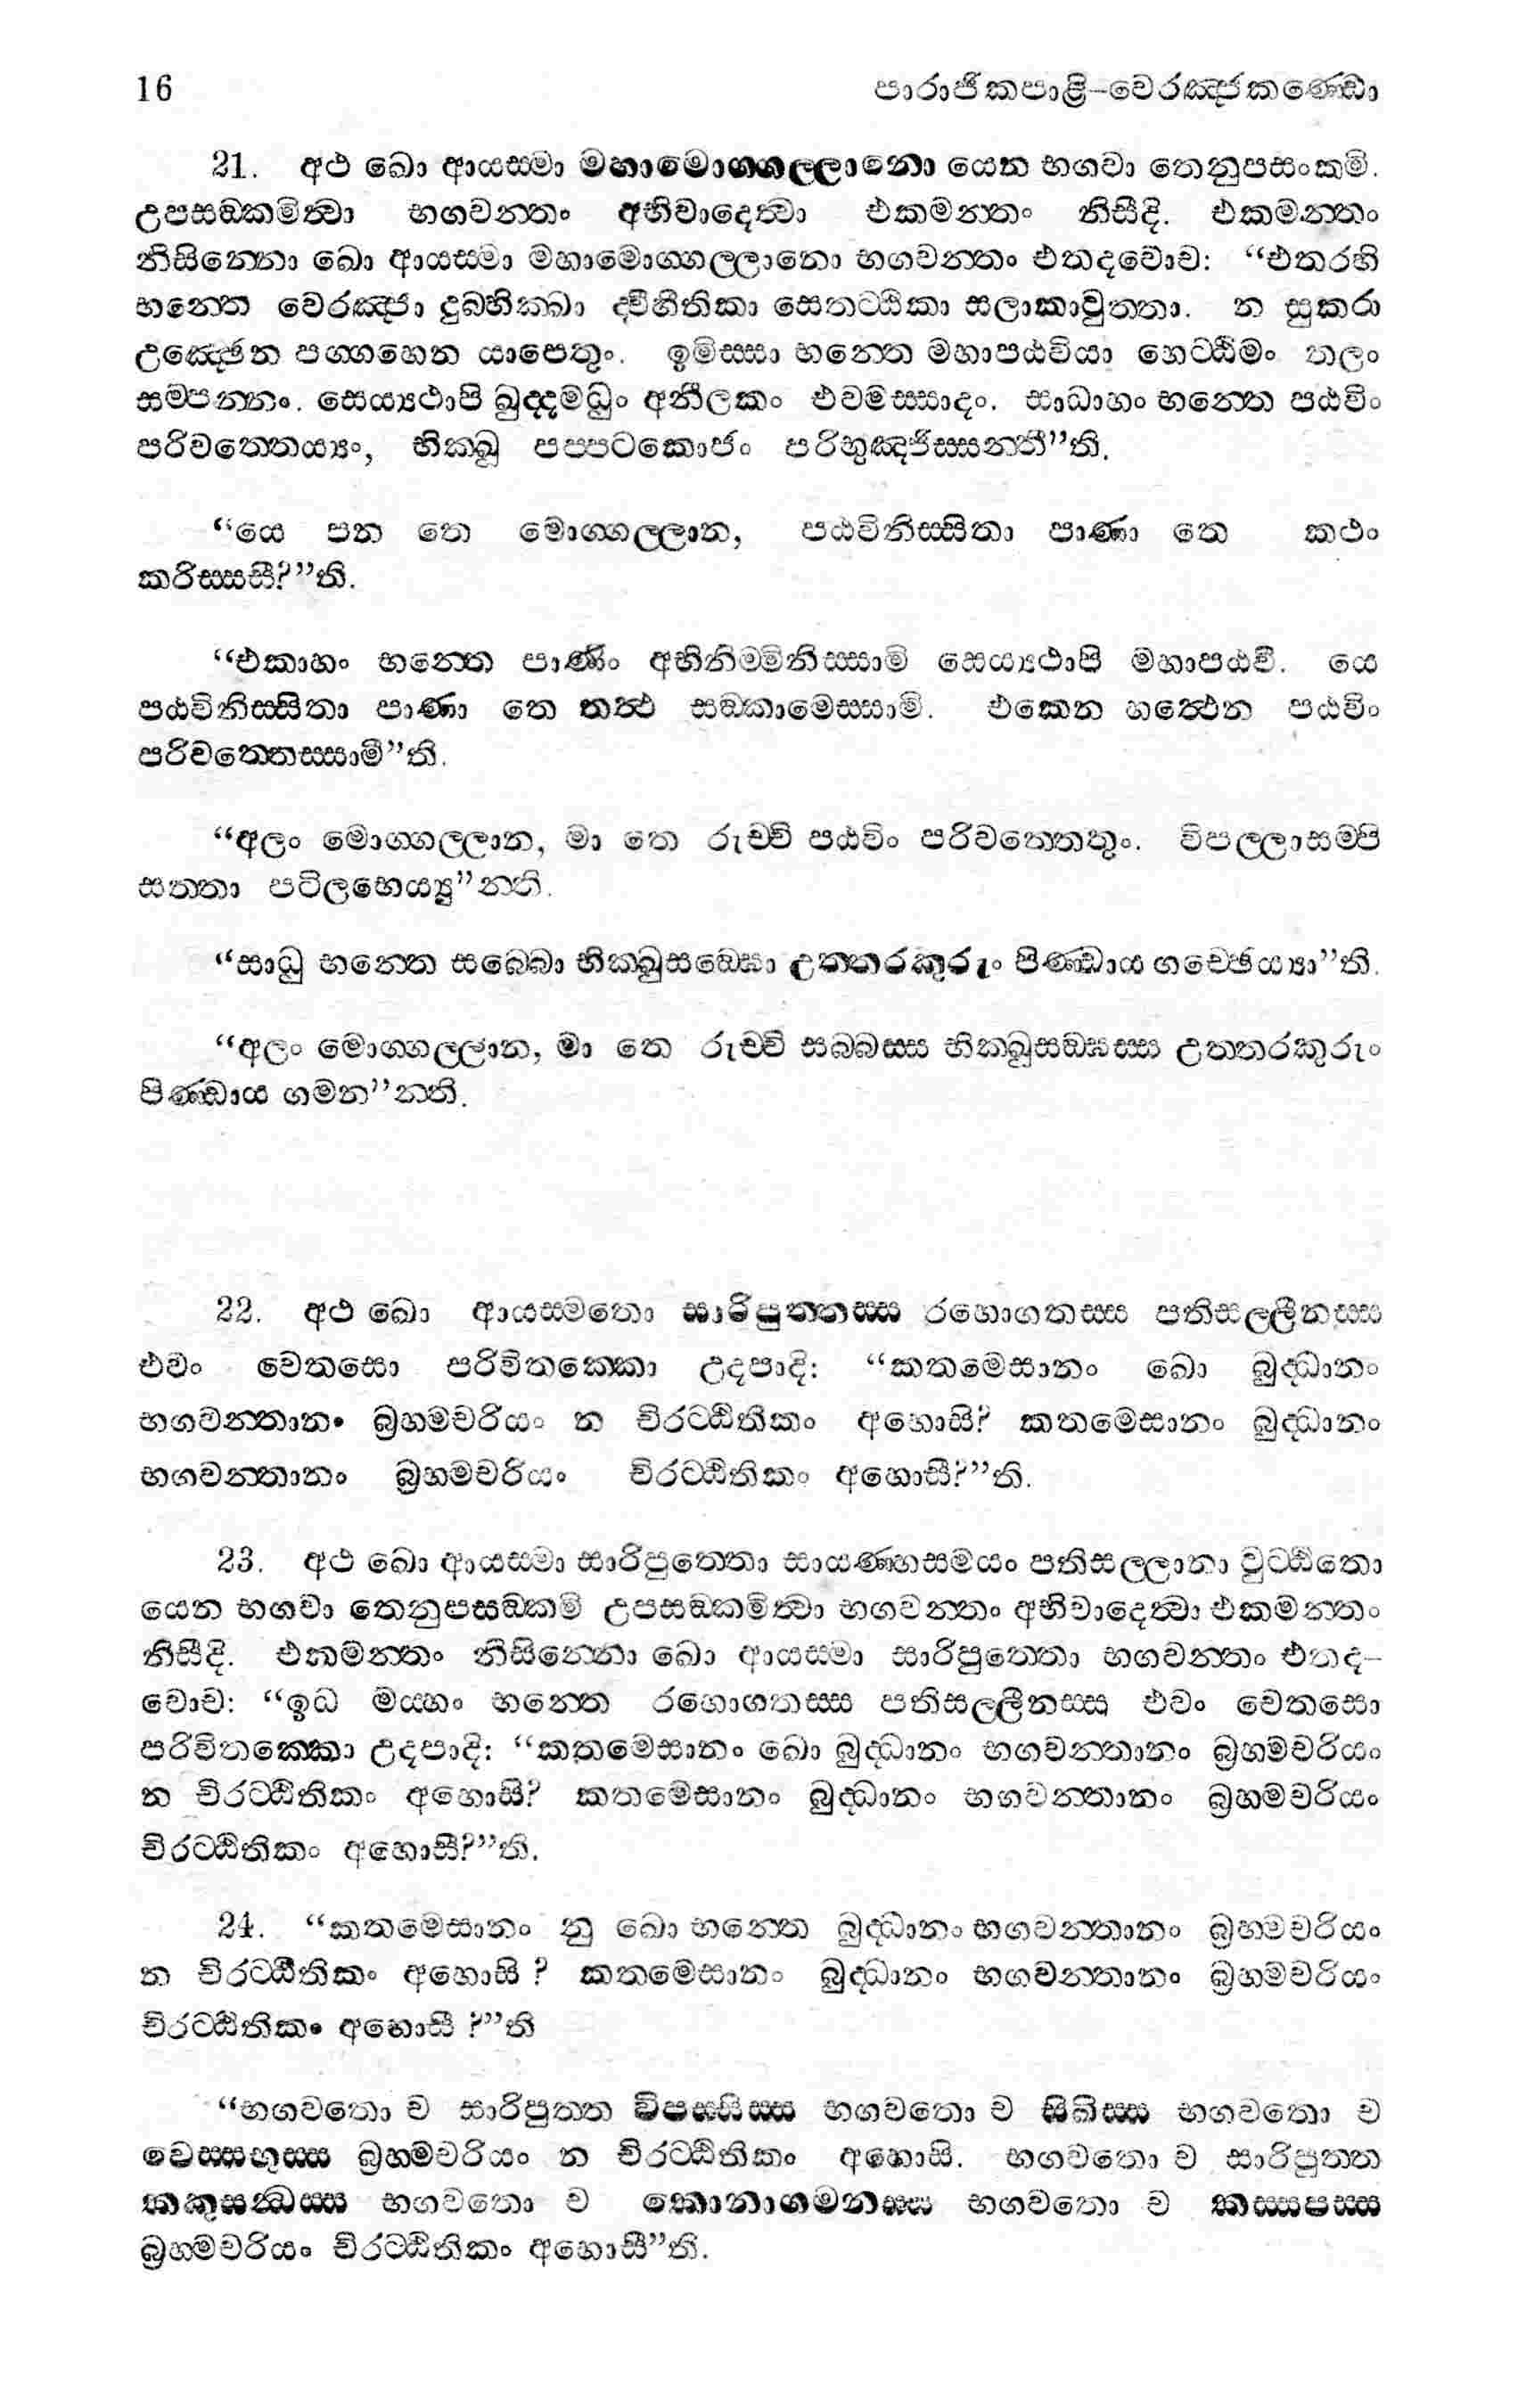 16 පාරාජිකපාළි-වෙරඤ්ජකණ්ඩො
21. අථ ඛො ආයස්මා මහාමොග්ගල්ලානො යෙන භගවා තෙනුපසංකමි.
උපසඞ්කමිත්වා භගවන්තං අභිවාදෙත්වා එකමන්තං නිසීදි. එකමන්තං
නිසින්නො ඛො ආයස්මා මහාමොග්ගල්ලානො භගවන්තං එතදවොච: “එතරහි
භන්තෙ වෙරඤ්ජා දුබ්භික්ඛා ද්වීහීතිකා සෙතට්ඨිකා සලාකාවුත්තා. න සුකරා
උඤ්ඡෙන පග්ගහෙන යාපෙතුං. ඉමිස්සා භන්තෙ මහාපඨවියා හෙට්ඨිමං තලං
සම්පන්නං. සෙය්‍යථාපි ඛුද්දමධුං අනීලකං එවමස්සාදං. සාධාහං භන්තෙ පඨවිං
පරිවත්තෙය්‍යං, භික්ඛූ පප්පටකොජං පරිභුඤ්ජිස්සන්තී”ති.
“යෙ පන තෙ මොග්ගල්ලාන, පඨවිනිස්සිතා පාණා තෙ කථං
කරිස්සසී?”ති.
“එකාහං භන්තෙ පාණිං අභිනිම්මිනිස්සාමි සෙය්‍යථාපි මහාපඨවී. යෙ
පඨවිනිස්සිතා පාණා තෙ තත්ථ සඞ්කාමෙස්සාමි. එකෙන හත්ථෙන පඨවිං
පරිවත්තෙස්සාමී”ති.
“අලං මොග්ගල්ලාන, මා තෙ රුච්චි පඨවිං පරිවත්තෙතුං. විපල්ලාසම්පි
සත්තා පටිලභෙය්‍යු”න්ති.
“සාධු භන්තෙ සබ්බො භික්ඛුසඞ්ඝො උත්තරකුරුං පිණ්ඩාය ගච්ඡෙය්‍යා”ති.
“අලං මොග්ගල්ලාන, මා තෙ රුච්චි සබ්බස්ස භික්ඛුසඞ්ඝස්ස උත්තරකුරුං
පිණ්ඩාය ගමන”න්ති.
22. අථ ඛො ආයස්මතො සාරිපුත්තස්ස රහොගතස්ස පතිසල්ලීනස්ස
එවං චෙතසො පරිවිතක්කො උදපාදි: “කතමෙසානං ඛො බුද්ධානං
භගවන්තානං බ්‍රහ්මචරියං න චිරට්ඨිතිකං අහොසි? කතමෙසානං බුද්ධානං
භගවන්තානං බ්‍රහ්මචරියං චිරට්ඨිතිකං අහොසී?”ති.
23. අථ ඛො ආයස්මා සාරිපුත්තො සායණ්හසමයං පතිසල්ලානා වුට්ඨිතො
යෙන භගවා තෙනුපසඞ්කමි උපසඞ්කමිත්වා භගවන්තං අභිවාදෙත්වා එකමන්තං
නිසීදි. එකමන්තං නිසින්නො ඛො ආයස්මා සාරිපුත්තො භගවන්තං එතද-
වොච: “ඉධ මය්හං භන්තෙ රහොගතස්ස පතිසල්ලීනස්ස එවං චෙතසො
පරිවිතක්කො උදපාදි: “කතමෙසානං ඛො බුද්ධානං භගවන්තානං බ්‍රහ්මචරියං
න චිරට්ඨිතිකං අහොසි? කතමෙසානං බුද්ධානං භගවන්තානං බ්‍රහ්මචරියං
චිරට්ඨිතිකං අහොසී?”ති.
24. “කතමෙසානං නු ඛො භන්තෙ බුද්ධානං භගවන්තානං බ්‍රහ්මචරියං
න චිරට්ඨිතිකං අහොසි ? කතමෙසානං බුද්ධානං භගවන්තානං බ්‍රහ්මචරියං
චිරට්ඨිතිකං අහොසී ?”ති
“භගවතො ච සාරිපුත්ත විපස්සිස්ස භගවතො ච සිඛිස්ස භගවතො ච
වෙස්සභුස්ස බ්‍රහ්මචරියං න චිරට්ඨිතිකං අහොසි. භගවතො ච සාරිපුත්ත
කකුසන්ධස්ස භගවතො ච කොනාගමනස්ස භගවතො ච කස්සපස්ස
බ්‍රහ්මචරියං චිරට්ඨිතිකං අහොසී”ති.